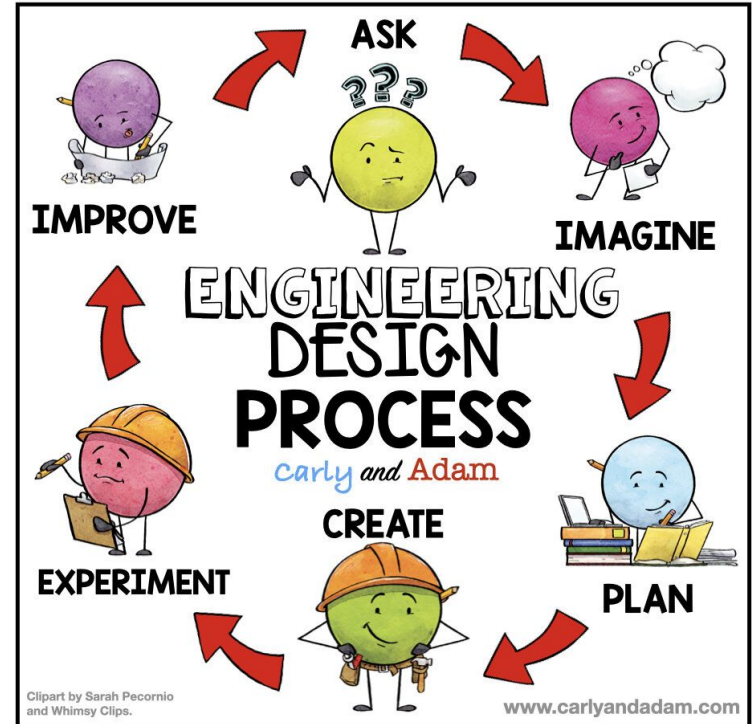 ASK
???
IMAGINE
IMPROVE
ENGINEERING
DESIGN
PROCESS
Carly and Adam
CREATE
EXPERIMENT
PLAN
Clipart by Sarah Pecornio
and Whimsy Clips.
www.carlyandadam.com